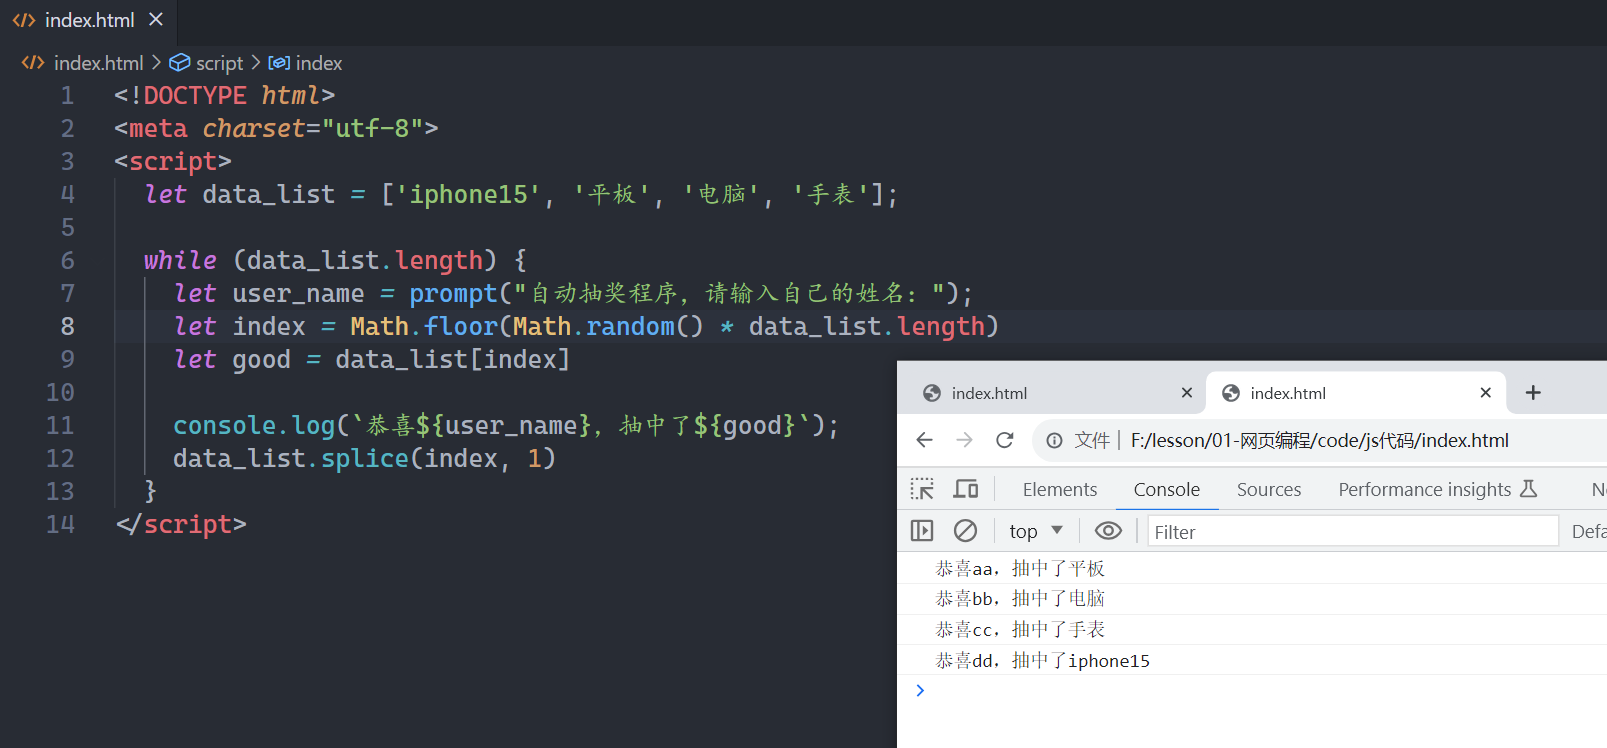 index.html
index.html script index
1 <!DOCTYPE html>
2 <meta charset="utf-8">
3 <script>
4 let data_list = ['iphone15', '平板', '电脑', '手表'];
5
6 while (data_list.length) {
7 let user_name = prompt("自动抽奖程序，请输入自己的姓名：");
8 let index = Math.floor(Math.random() * data_list.length)
9 let good = data_list[index]
10
11 console.log(`恭喜${user_name}，抽中了${good}`);
12 data_list.splice(index, 1)
13 }
14 </script>
index.html index.html
文件 F:/lesson/01-网页编程/code/js代码/index.html
Elements Console Sources Performance insights
top Filter
恭喜aa，抽中了平板
恭喜bb，抽中了电脑
恭喜cc，抽中了手表
恭喜dd，抽中了iphone15